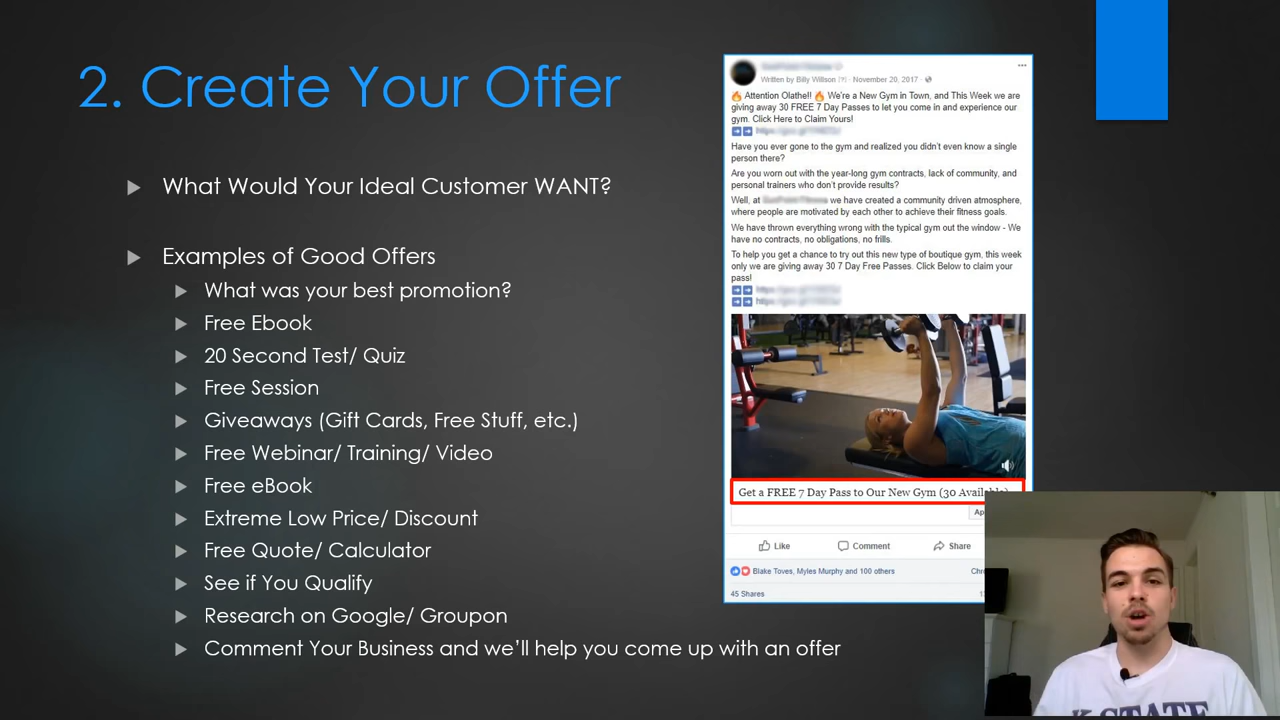 2. Create Your Offer
What Would Your Ideal Customer WANT?
Examples of Good Offers
What was your best promotion?
Free Ebook
20 Second Test/ Quiz
Free Session
Giveaways (Gift Cards, Free Stuff, etc.)
Free Webinar/ Training/ Video
Free eBook
Extreme Low Price/ Discount
Free Quote/ Calculator
See if You Qualify
Research on Google/ Groupon
Comment Your Business and we'll help you come up with an offer
Written by Billy Willson [?] · November 20, 2017 ·
🔥 Attention Olathe!! 🔥 We're a New Gym in Town, and This Week we are
giving away 30 FREE 7 Day Passes to let you come in and experience our
gym. Click Here to Claim Yours!
➡➡
Have you ever gone to the gym and realized you didn't even know a single
person there?
Are you worn out with the year-long gym contracts, lack of community, and
personal trainers who don't provide results?
Well, at we have created a community driven atmosphere,
where people are motivated by each other to achieve their fitness goals.
We have thrown everything wrong with the typical gym out the window - We
have no contracts, no obligations, no frills.
To help you get a chance to try out this new type of boutique gym, this week
only we are giving away 30 7 Day Free Passes. Click Below to claim your
pass!
➡➡
➡➡
Get a FREE 7 Day Pass to Our New Gym (30 Available)
Ap
Like Comment Share
Blake Toves, Myles Murphy and 100 others Chr
45 Shares
K-STATE